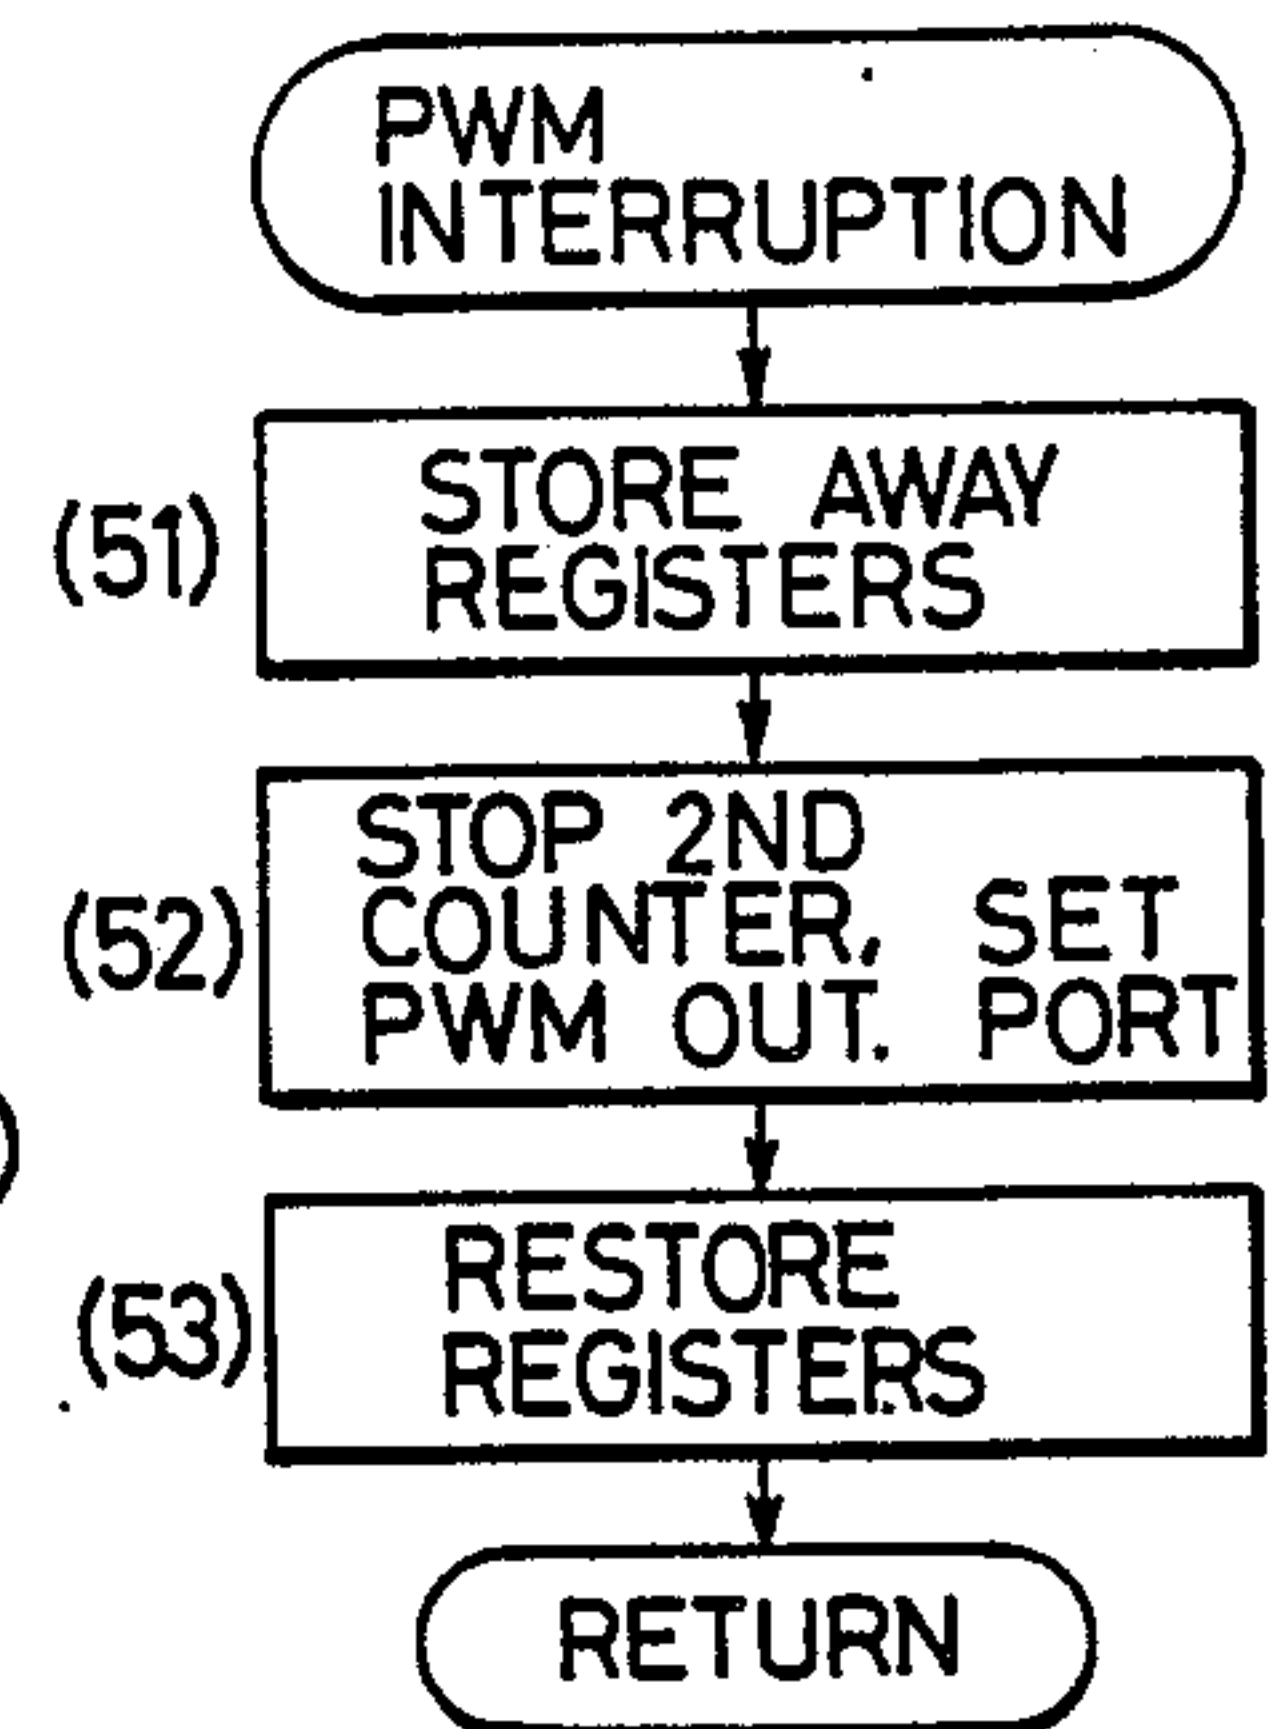 PWM
INTERRUPTION
(51)
STORE AWAY
REGISTERS
(52)
STOP 2ND
COUNTER, SET
PWM OUT. PORT
(53)
RESTORE
REGISTERS
RETURN